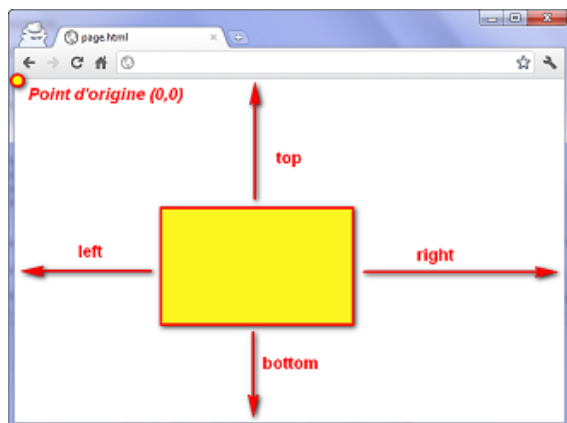 page.html
Point d'origine (0,0)
top
left
right
bottom